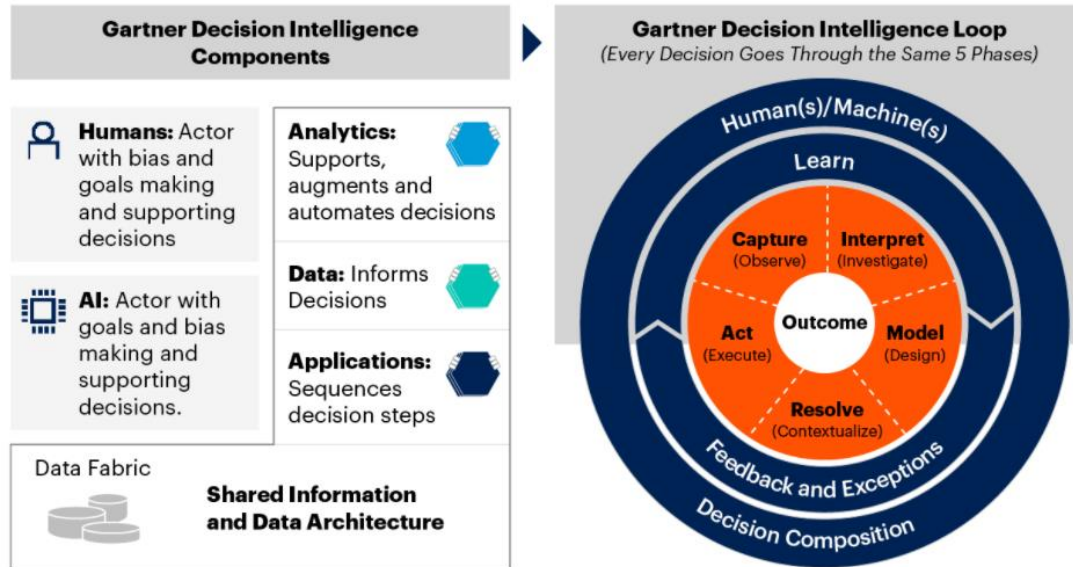 Gartner Decision Intelligence
Components
Humans: Actor
with bias and
goals making
and supporting
decisions
AI: Actor with
goals and bias
making and
supporting
decisions.
Analytics:
Supports,
augments and
automates decisions
Data: Informs
Decisions
Applications:
Sequences
decision steps
Data Fabric
Shared Information
and Data Architecture
Gartner Decision Intelligence Loop
(Every Decision Goes Through the Same 5 Phases)
Human(s)/Machine(s)
Learn
Capture
(Observe)
Interpret
(Investigate)
Act
(Execute)
Outcome
Model
(Design)
Resolve
(Contextualize)
Feedback and Exceptions
Decision Composition